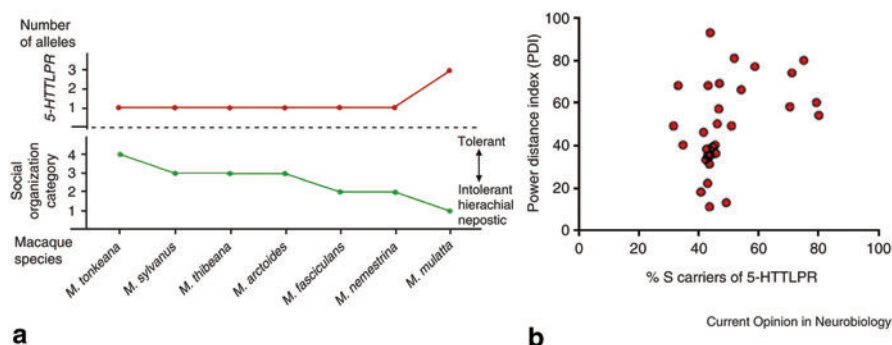 Number
of alleles
5-HTTLPR
3
2
1
Social
organization
category
4
3
2
1
Tolerant
Intolerant
hierachial
nepostic
Macaque
species
M. tonkeana
M. sylvanus
M. thibeana
M. arctoides
M. fasciculans
M. nemestrina
M. mulatta
a
Power distance index (PDI)
100
80
60
40
20
0
0
20
40
60
80
100
% S carriers of 5-HTTLPR
b
Current Opinion in Neurobiology